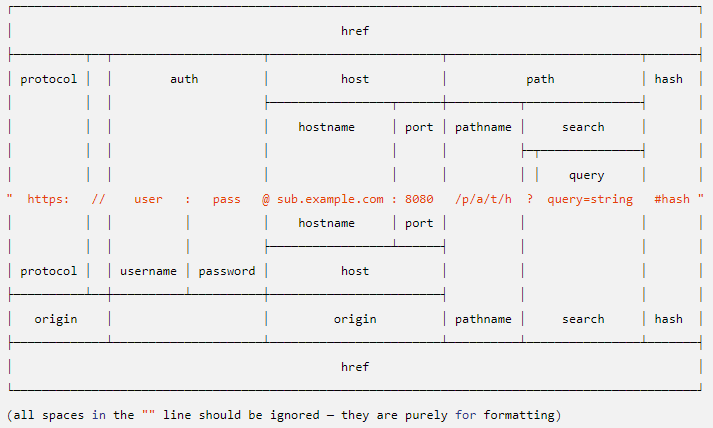 href
protocol auth host path hash
hostname port pathname search
query
" https: // user : pass @ sub.example.com : 8080 /p/a/t/h ? query=string #hash "
hostname port
protocol username password host
origin origin pathname search hash
href
(all spaces in the "" line should be ignored — they are purely for formatting)